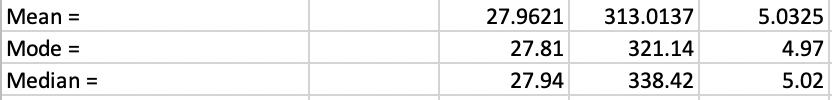 Mean = 27.9621 313.0137 5.0325
Mode = 27.81 321.14 4.97
Median = 27.94 338.42 5.02